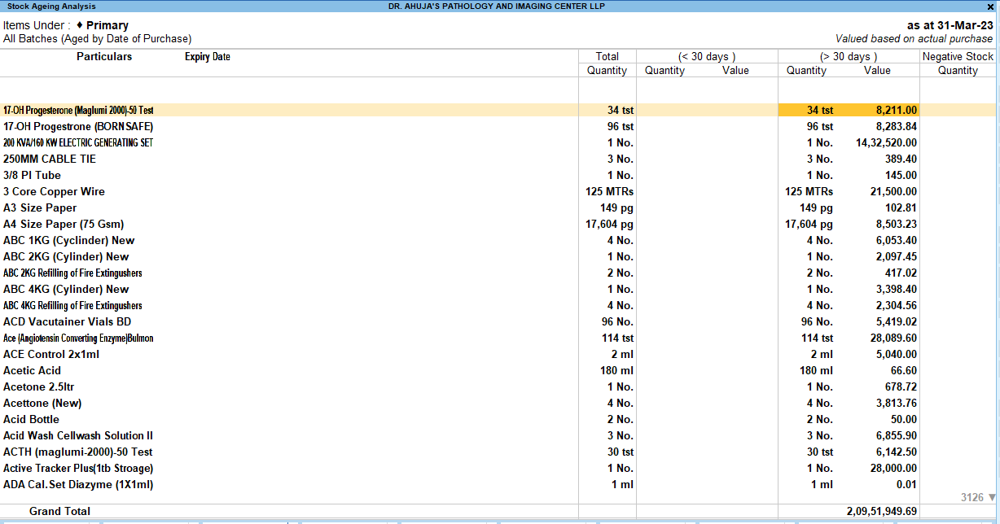 Stock Ageing Analysis DR. AHUJA'S PATHOLOGY AND IMAGING CENTER LLP ×
Items Under : ♦ Primary as at 31-Mar-23
All Batches (Aged by Date of Purchase) Valued based on actual purchase
Particulars Expiry Date Total (< 30 days ) (> 30 days ) Negative Stock
Quantity Quantity Value Quantity Value Quantity
17-OH Progesterone (Maglumi 2000)-50 Test 34 tst 34 tst 8,211.00
17-OH Progestrone (BORNSAFE) 96 tst 96 tst 8,283.84
200 KVA/160 KW ELECTRIC GENERATING SET 1 No. 1 No. 14,32,520.00
250MM CABLE TIE 3 No. 3 No. 389.40
3/8 PI Tube 1 No. 1 No. 145.00
3 Core Copper Wire 125 MTRs 125 MTRs 21,500.00
A3 Size Paper 149 pg 149 pg 102.81
A4 Size Paper (75 Gsm) 17,604 pg 17,604 pg 8,503.23
ABC 1KG (Cyclinder) New 4 No. 4 No. 6,053.40
ABC 2KG (Cylinder) New 1 No. 1 No. 2,097.45
ABC 2KG Refilling of Fire Extingushers 2 No. 2 No. 417.02
ABC 4KG (Cylinder) New 1 No. 1 No. 3,398.40
ABC 4KG Refilling of Fire Extingushers 4 No. 4 No. 2,304.56
ACD Vacutainer Vials BD 96 No. 96 No. 5,419.02
Ace (Angiotensin Converting Enzyme)Bulmon 114 tst 114 tst 28,089.60
ACE Control 2x1ml 2 ml 2 ml 5,040.00
Acetic Acid 180 ml 180 ml 66.60
Acetone 2.5ltr 1 No. 1 No. 678.72
Acettone (New) 4 No. 4 No. 3,813.76
Acid Bottle 2 No. 2 No. 50.00
Acid Wash Cellwash Solution II 3 No. 3 No. 6,855.90
ACTH (maglumi-2000)-50 Test 30 tst 30 tst 6,142.50
Active Tracker Plus(1tb Stroage) 1 No. 1 No. 28,000.00
ADA Cal.Set Diazyme (1X1ml) 1 ml 1 ml 0.01
3126 ▼
Grand Total 2,09,51,949.69